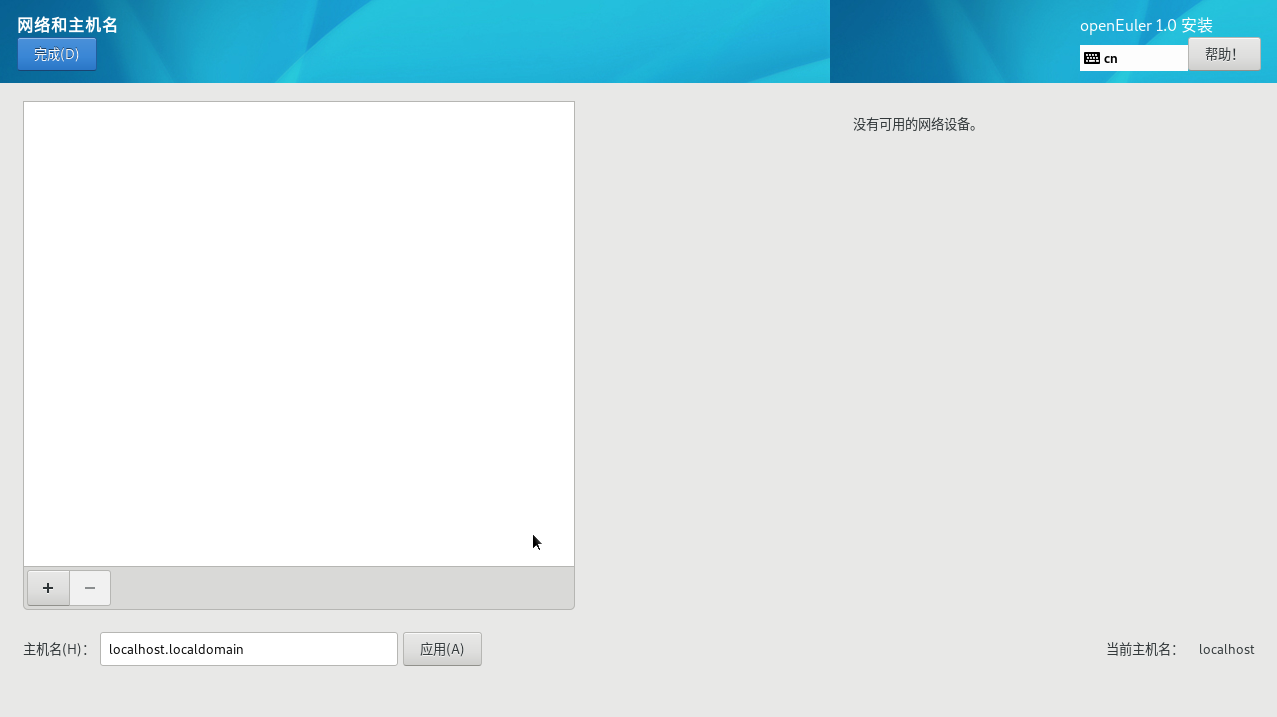 网络和主机名
openEuler 1.0 安装
完成(D)
cn
帮助!
没有可用的网络设备。
主机名(H)： localhost.localdomain 应用(A)
当前主机名： localhost